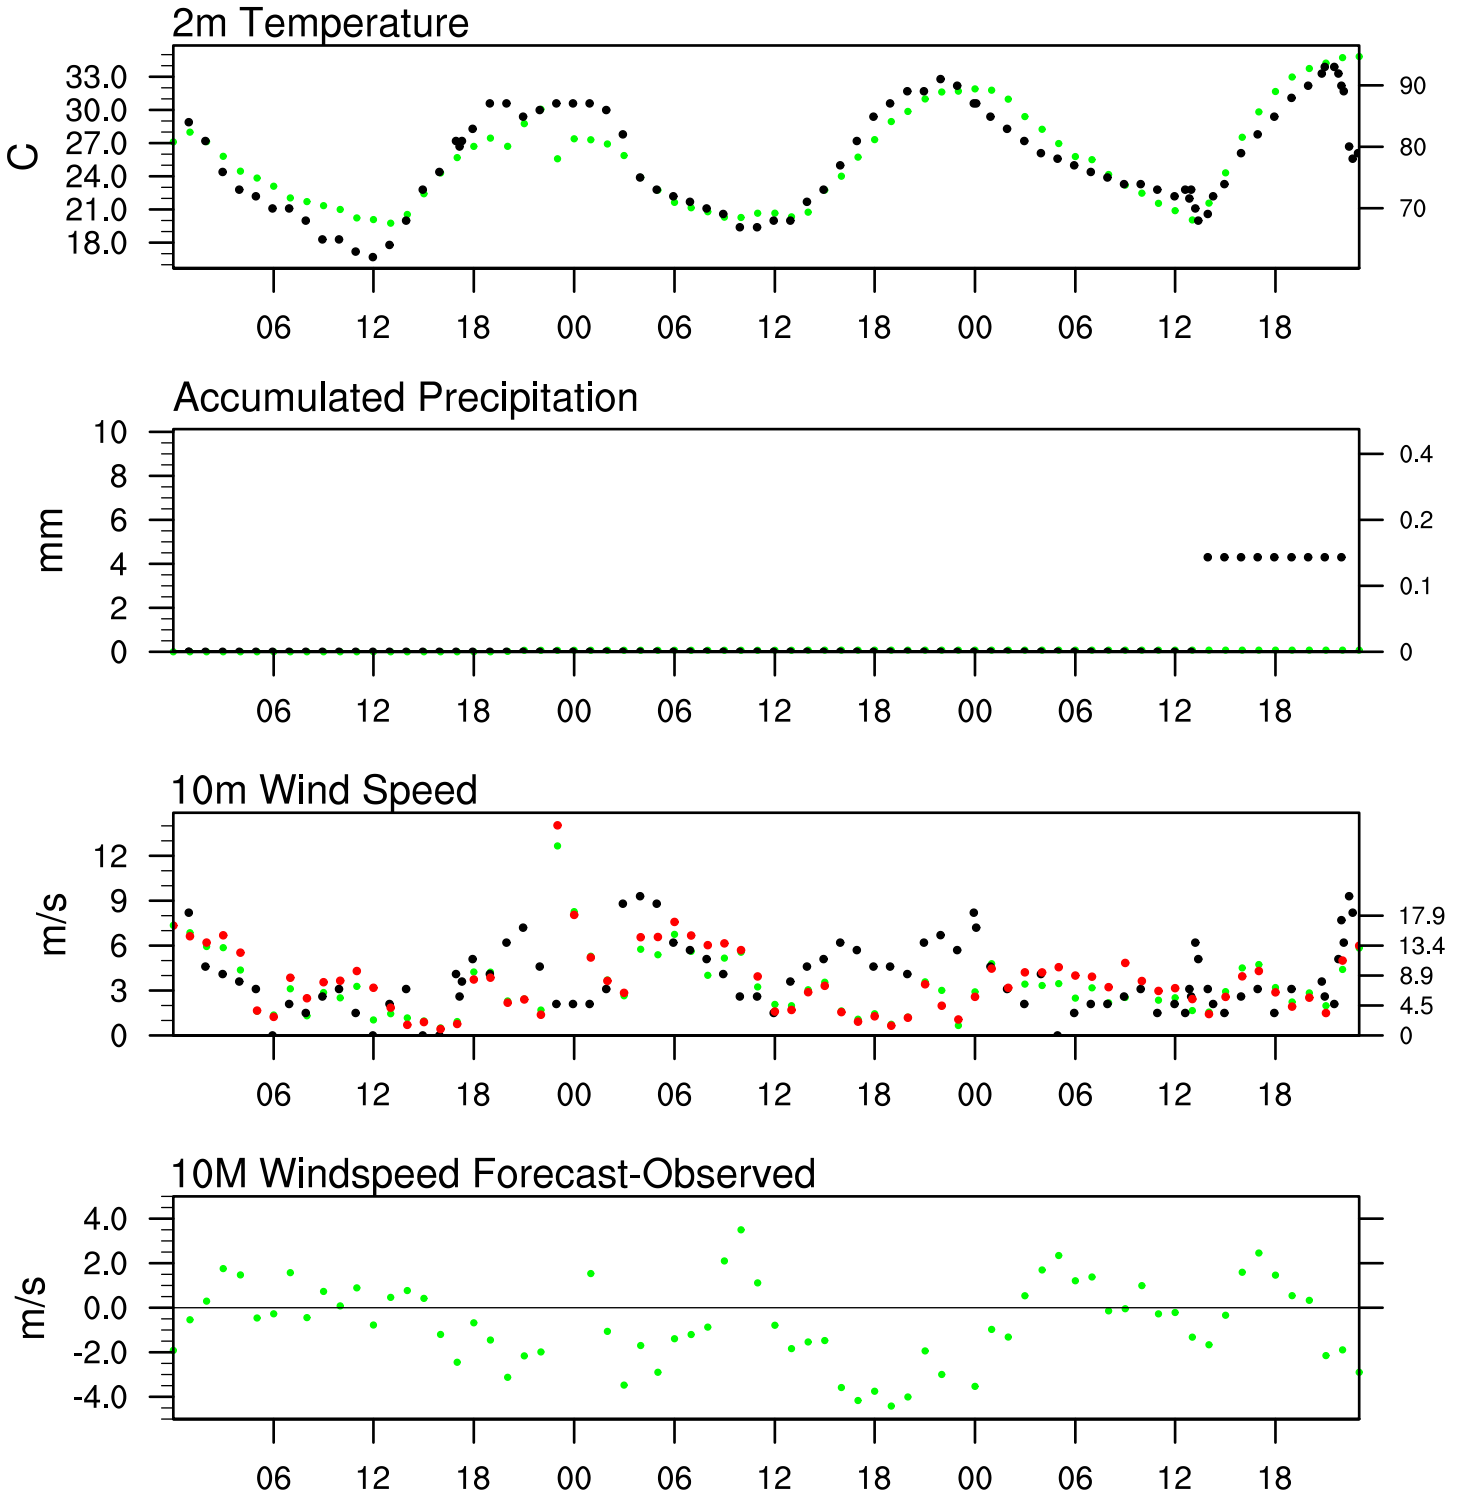 2m Temperature
33.0
30.0
27.0
24.0
21.0
18.0
C
90
80
70
06 12 18 00 06 12 18 00 06 12 18
Accumulated Precipitation
10
8
6
4
2
0
mm
0.4
0.2
0.1
0
06 12 18 00 06 12 18 00 06 12 18
10m Wind Speed
12
9
6
3
0
m/s
17.9
13.4
8.9
4.5
0
06 12 18 00 06 12 18 00 06 12 18
10M Windspeed Forecast-Observed
4.0
2.0
0.0
-2.0
-4.0
m/s
06 12 18 00 06 12 18 00 06 12 18